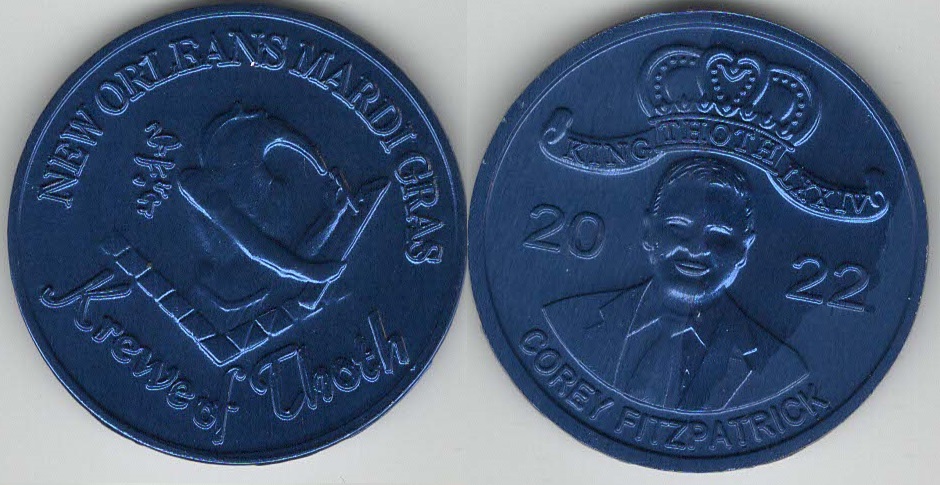 NEW ORLEANS MARDI GRAS
Krewe of Thoth
KING THOTH LXXIV
20 22
COREY FITZPATRICK